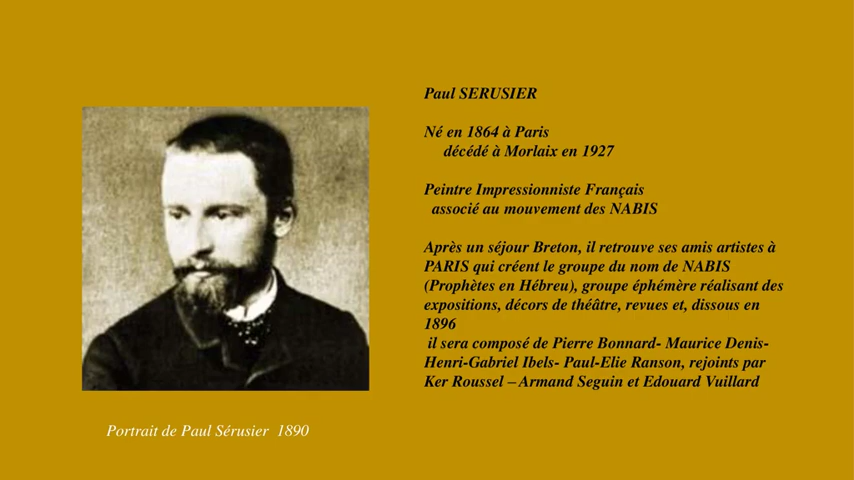 Paul SERUSIER
Né en 1864 à Paris
décédé à Morlaix en 1927
Peintre Impressionniste Français
associé au mouvement des NABIS
Après un séjour Breton, il retrouve ses amis artistes à
PARIS qui créent le groupe du nom de NABIS
(Prophètes en Hébreu), groupe éphémère réalisant des
expositions, décors de théâtre, revues et, dissous en
1896
il sera composé de Pierre Bonnard- Maurice Denis-
Henri-Gabriel Ibels- Paul-Elie Ranson, rejoints par
Ker Roussel – Armand Seguin et Edouard Vuillard
Portrait de Paul Sérusier 1890